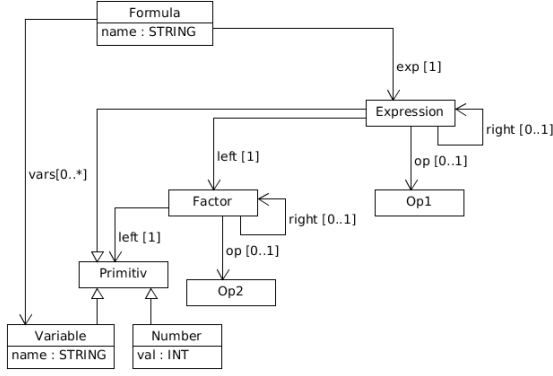 Formula
name : STRING
exp [1]
Expression
right [0..1]
op [0..1]
left [1]
vars[0..*]
Factor
Op1
right [0..1]
left [1]
op [0..1]
Primitiv
Op2
Variable
name : STRING
Number
val : INT